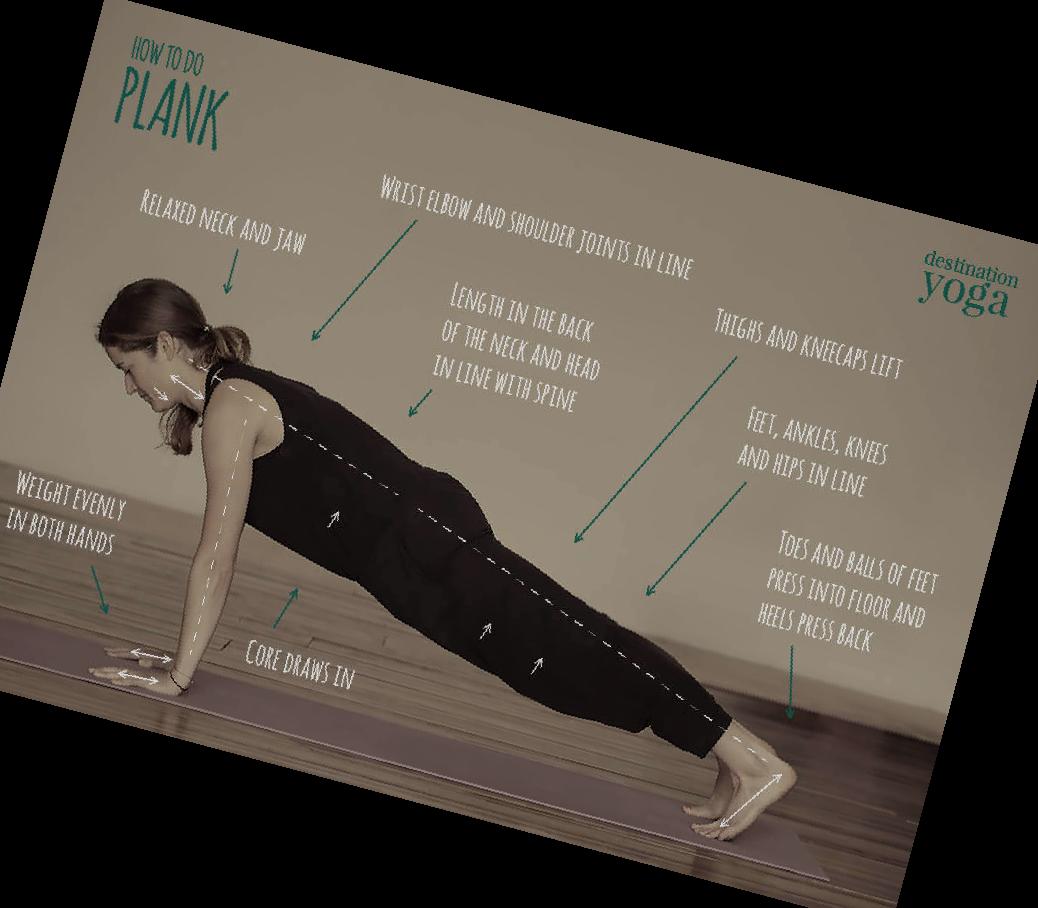 HOW TO DO
PLANK
RELAXED NECK AND JAW
WRIST ELBOW AND SHOULDER JOINTS IN LINE
destination
yoga
LENGTH IN THE BACK
OF THE NECK AND HEAD
IN LINE WITH SPINE
THIGHS AND KNEECAPS LIFT
FEET, ANKLES, KNEES
AND HIPS IN LINE
WEIGHT EVENLY
IN BOTH HANDS
TOES AND BALLS OF FEET
PRESS INTO FLOOR AND
HEELS PRESS BACK
CORE DRAWS IN